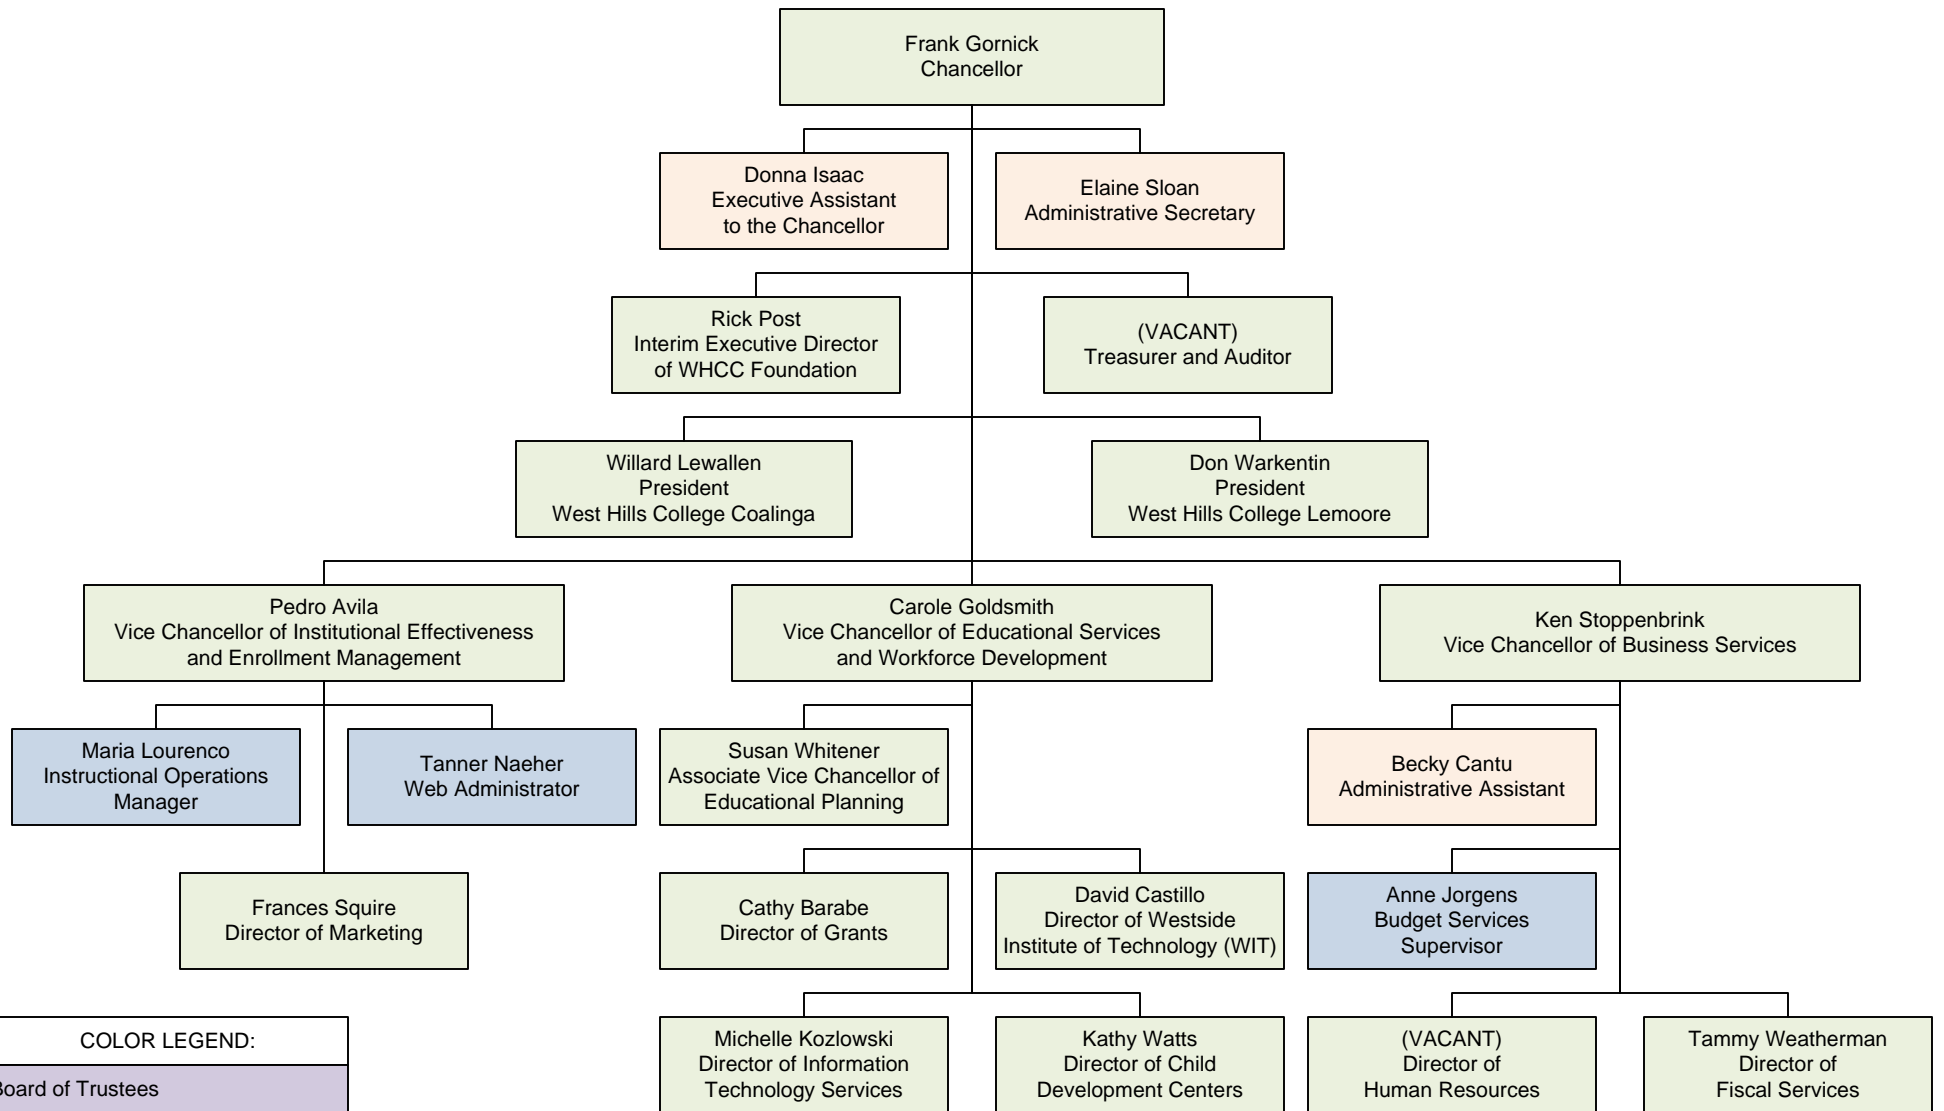 Frank Gornick
Chancellor
Donna Isaac
Executive Assistant
to the Chancellor
Elaine Sloan
Administrative Secretary
Rick Post
Interim Executive Director
of WHCC Foundation
(VACANT)
Treasurer and Auditor
Willard Lewallen
President
West Hills College Coalinga
Don Warkentin
President
West Hills College Lemoore
Pedro Avila
Vice Chancellor of Institutional Effectiveness
and Enrollment Management
Carole Goldsmith
Vice Chancellor of Educational Services
and Workforce Development
Ken Stoppenbrink
Vice Chancellor of Business Services
Maria Lourenco
Instructional Operations
Manager
Tanner Naeher
Web Administrator
Susan Whitener
Associate Vice Chancellor of
Educational Planning
Becky Cantu
Administrative Assistant
Frances Squire
Director of Marketing
Cathy Barabe
Director of Grants
David Castillo
Director of Westside
Institute of Technology (WIT)
Anne Jorgens
Budget Services
Supervisor
COLOR LEGEND:
Board of Trustees
Michelle Kozlowski
Director of Information
Technology Services
Kathy Watts
Director of Child
Development Centers
(VACANT)
Director of
Human Resources
Tammy Weatherman
Director of
Fiscal Services